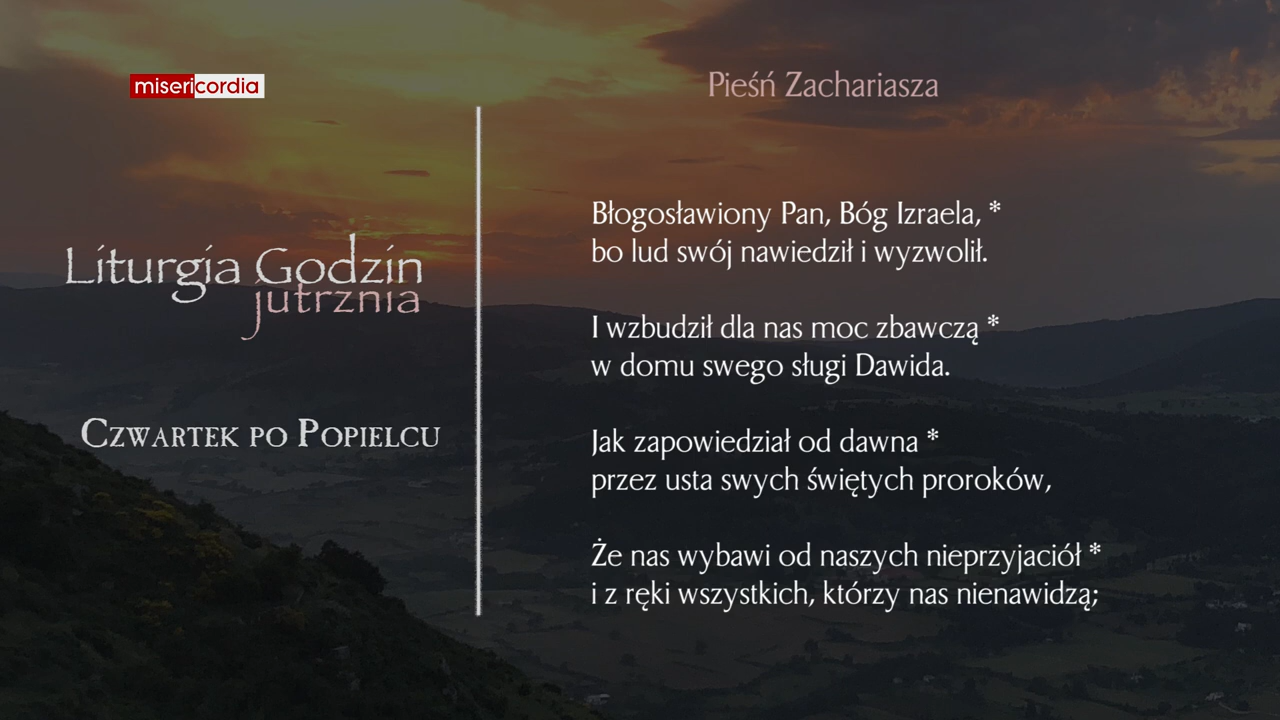 misericordia
Liturgia Godzin
jutrznia
Czwartek po Popielcu
Pieśń Zachariasza
Błogosławiony Pan, Bóg Izraela, *
bo lud swój nawiedził i wyzwolił.
I wzbudził dla nas moc zbawczą *
w domu swego sługi Dawida.
Jak zapowiedział od dawna *
przez usta swych świętych proroków,
Że nas wybawi od naszych nieprzyjaciół *
i z ręki wszystkich, którzy nas nienawidzą;